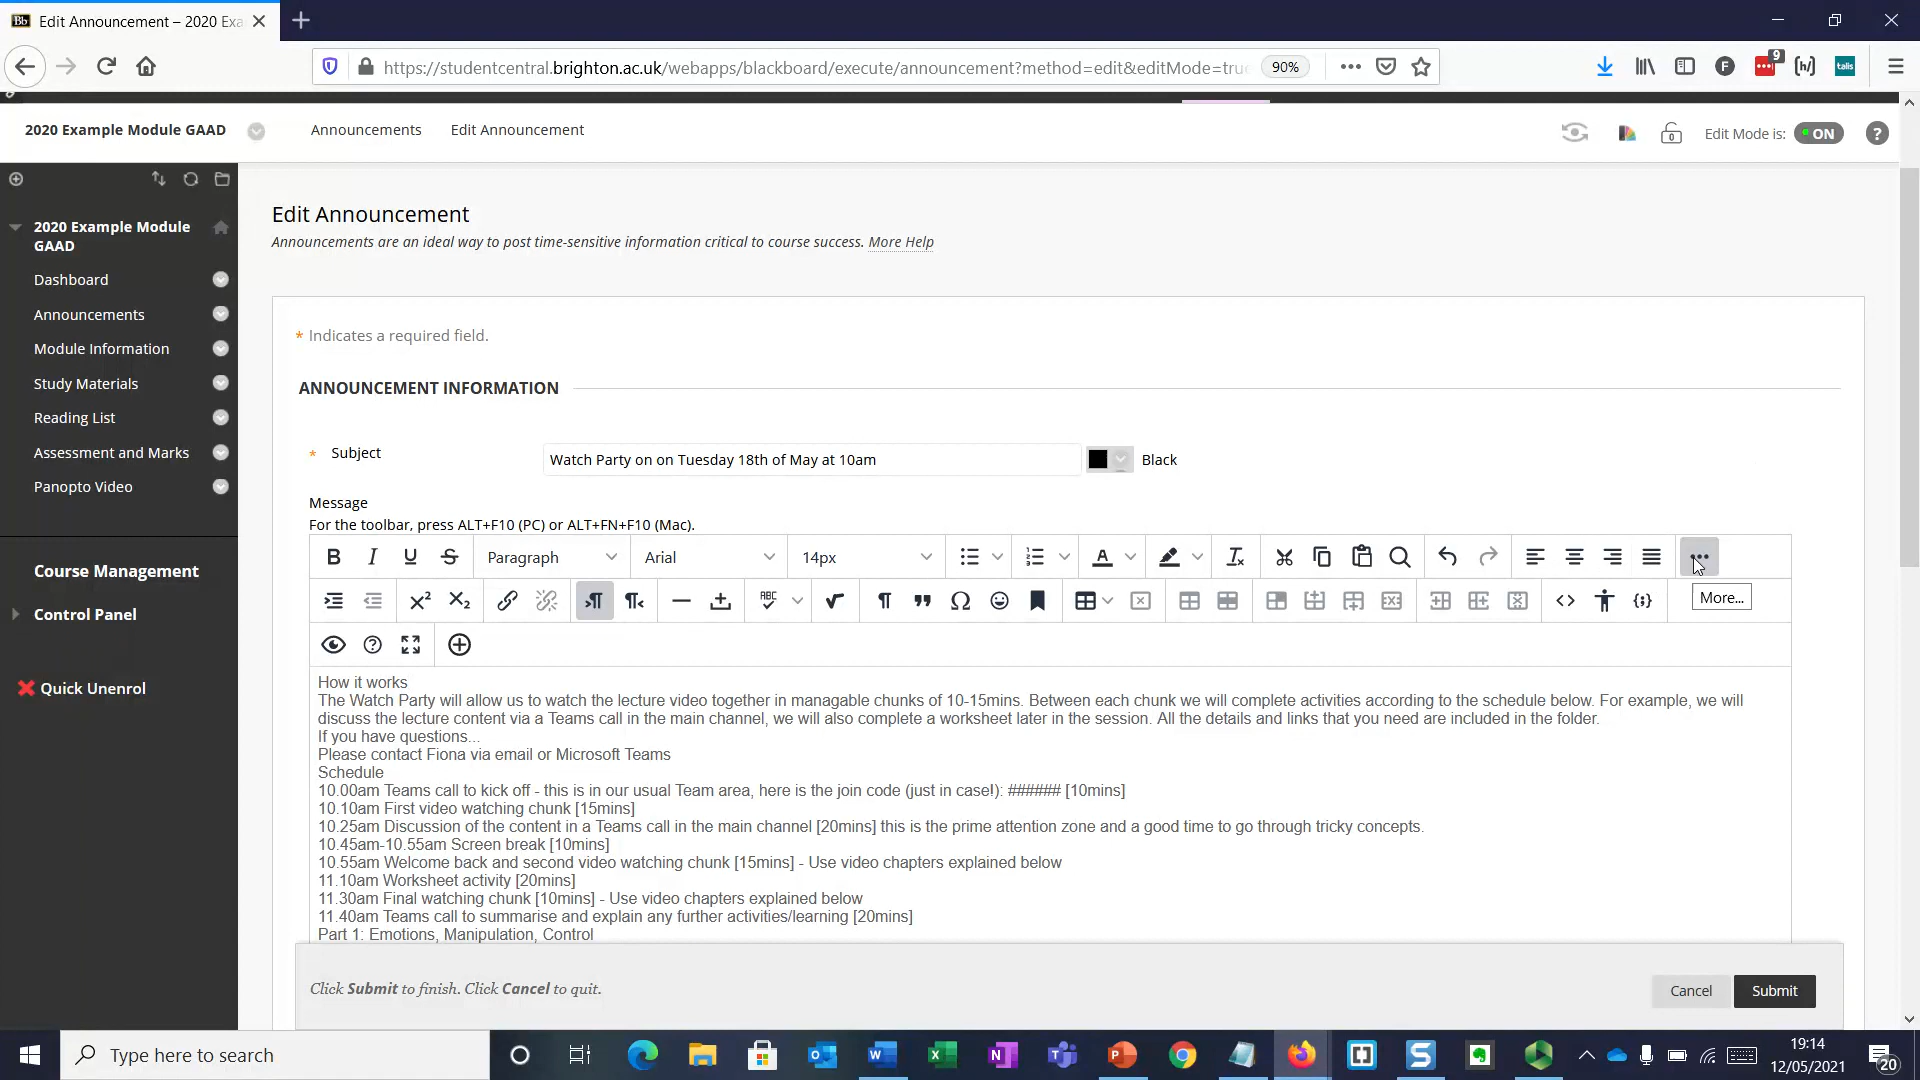 Edit Announcement – 2020 Exa
https://studentcentral.brighton.ac.uk/webapps/blackboard/execute/announcement?method=edit&editMode=true
90%
9
talis
2020 Example Module GAAD
Announcements
Edit Announcement
Edit Mode is:
ON
?
2020 Example Module
GAAD
Dashboard
Announcements
Module Information
Study Materials
Reading List
Assessment and Marks
Panopto Video
Course Management
Control Panel
Quick Unenrol
Edit Announcement
Announcements are an ideal way to post time-sensitive information critical to course success. More Help
* Indicates a required field.
ANNOUNCEMENT INFORMATION
* Subject
Watch Party on on Tuesday 18th of May at 10am
Black
Message
For the toolbar, press ALT+F10 (PC) or ALT+FN+F10 (Mac).
B I U S
Paragraph
Arial
14px
More...
How it works
The Watch Party will allow us to watch the lecture video together in managable chunks of 10-15mins. Between each chunk we will complete activities according to the schedule below. For example, we will
discuss the lecture content via a Teams call in the main channel, we will also complete a worksheet later in the session. All the details and links that you need are included in the folder.
If you have questions...
Please contact Fiona via email or Microsoft Teams
Schedule
10.00am Teams call to kick off - this is in our usual Team area, here is the join code (just in case!): ###### [10mins]
10.10am First video watching chunk [15mins]
10.25am Discussion of the content in a Teams call in the main channel [20mins] this is the prime attention zone and a good time to go through tricky concepts.
10.45am-10.55am Screen break [10mins]
10.55am Welcome back and second video watching chunk [15mins] - Use video chapters explained below
11.10am Worksheet activity [20mins]
11.30am Final watching chunk [10mins] - Use video chapters explained below
11.40am Teams call to summarise and explain any further activities/learning [20mins]
Part 1: Emotions, Manipulation, Control
Click Submit to finish. Click Cancel to quit.
Cancel
Submit
Type here to search
19:14
12/05/2021
20